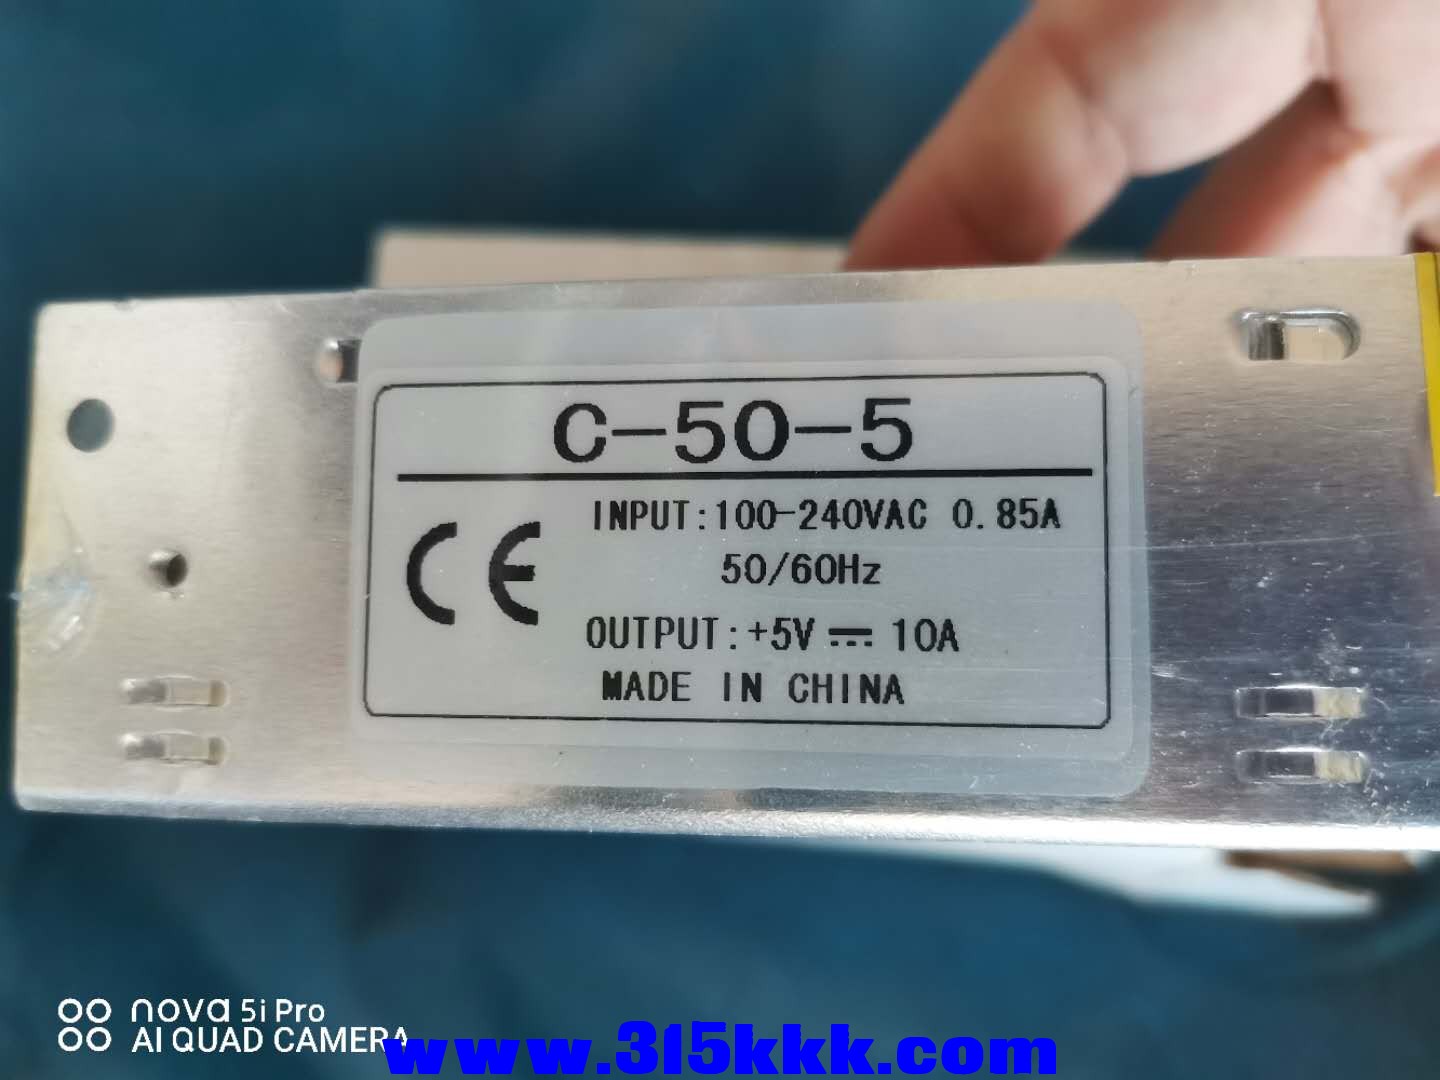 C-50-5
INPUT:100-240VAC 0.85A
50/60Hz
CE
OUTPUT:+5V⎓10A
MADE IN CHINA
nova 5i Pro
AI QUAD CAMERA
www.315kkk.com